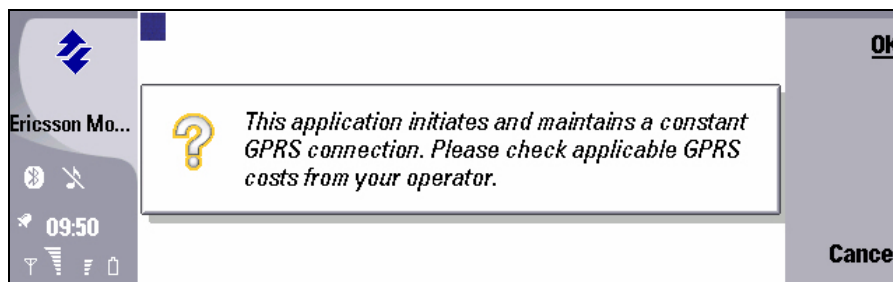 Ericsson Mo...
09:50
This application initiates and maintains a constant
GPRS connection. Please check applicable GPRS
costs from your operator.
OK
Cance